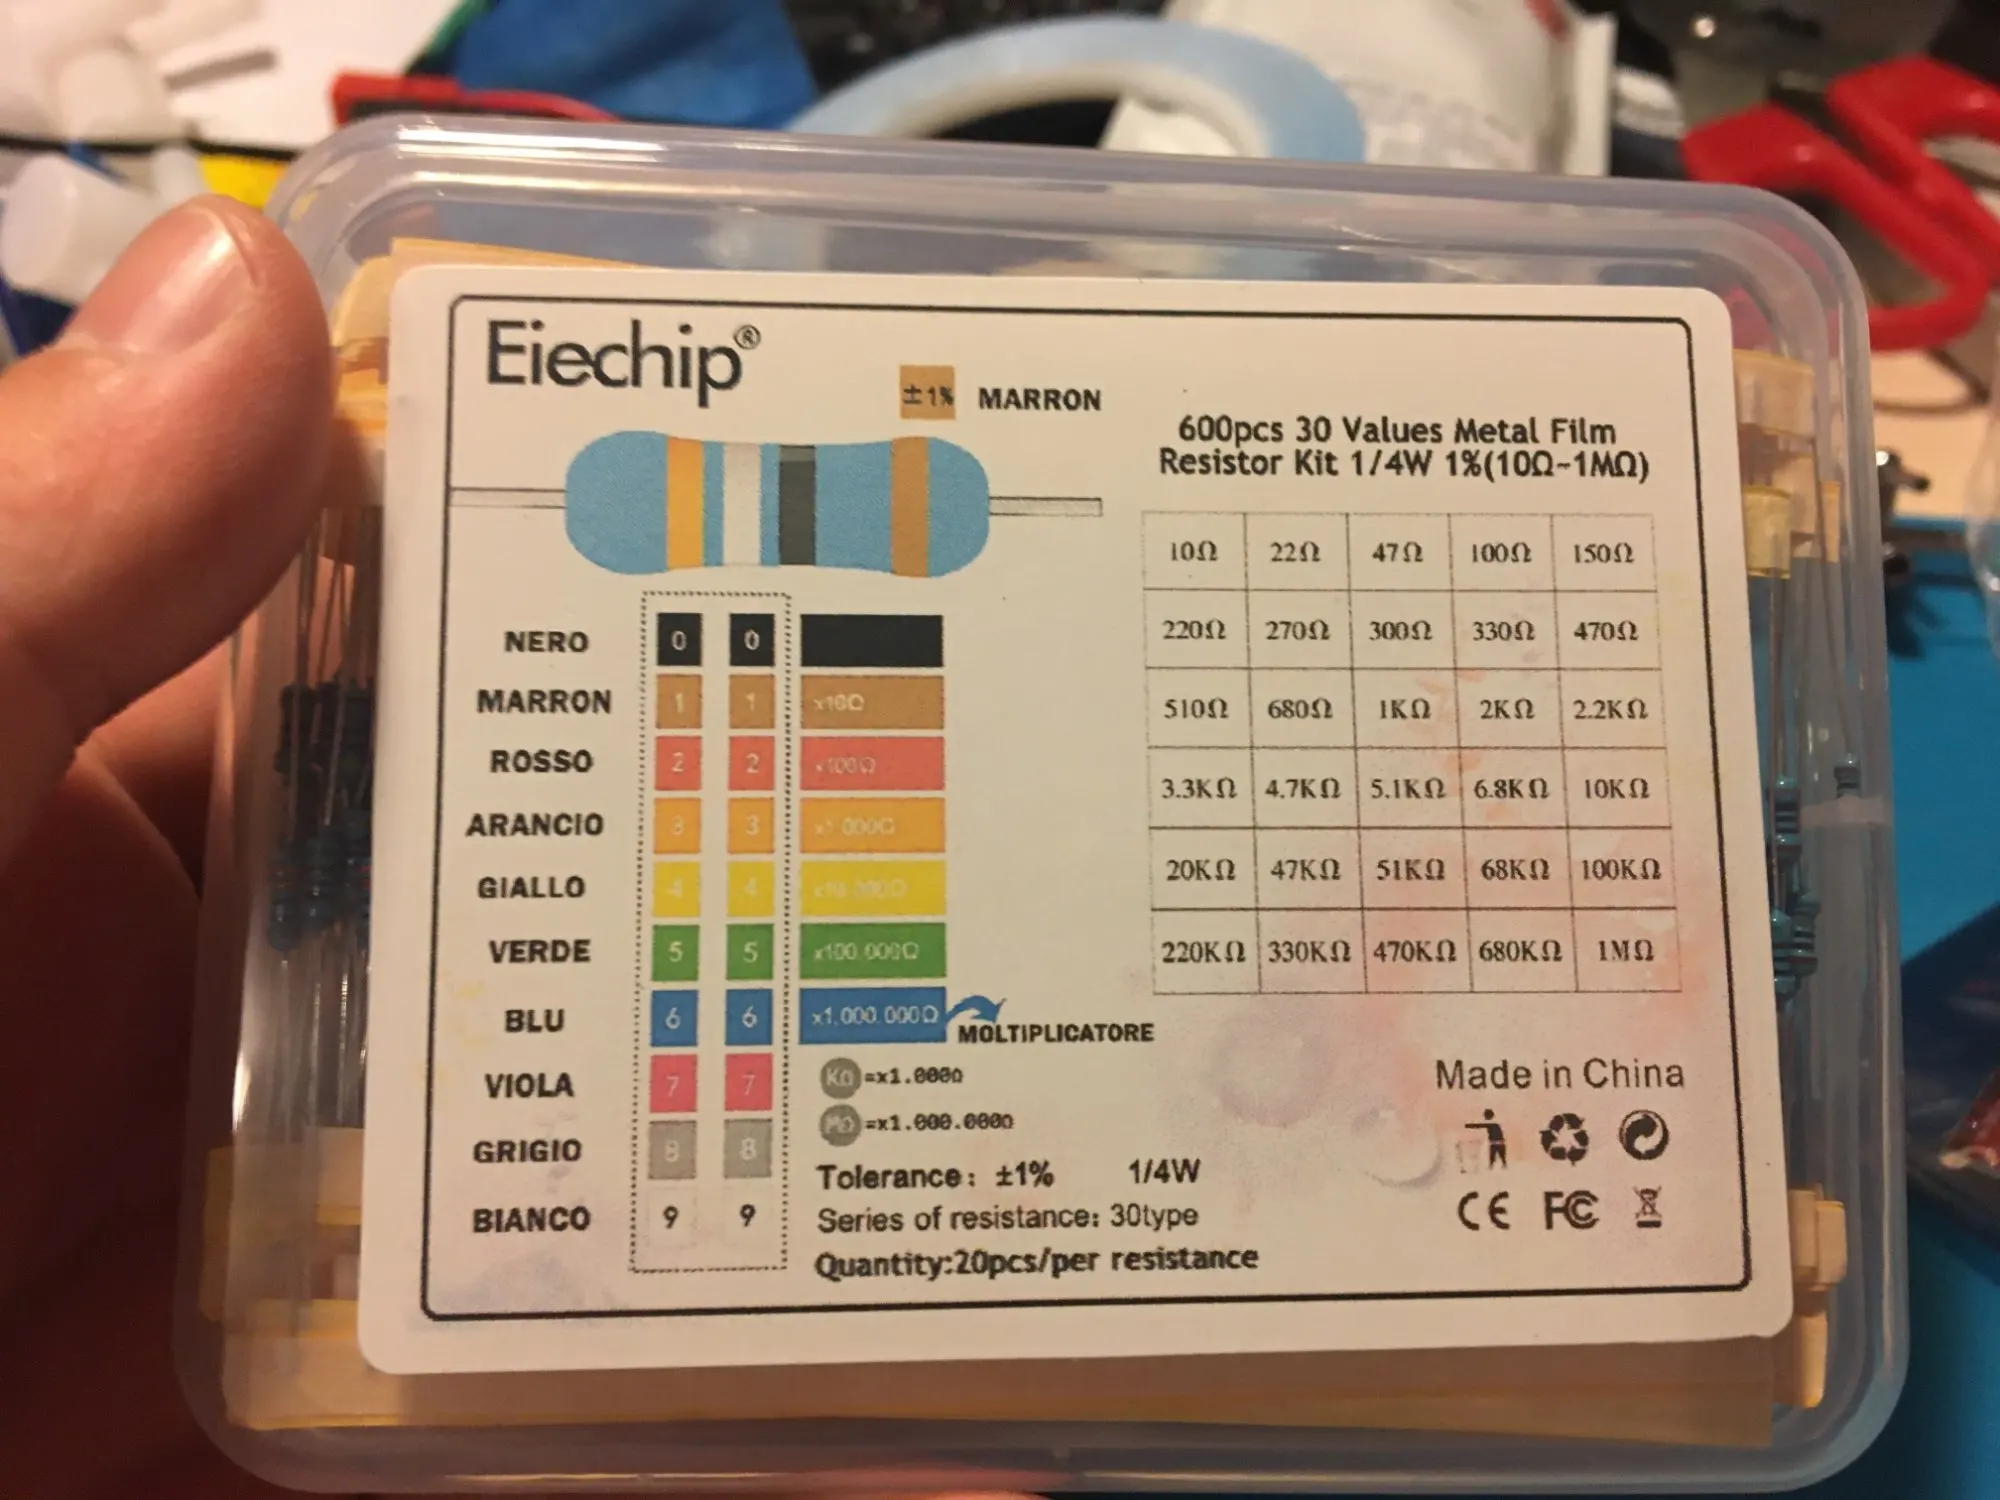 Eiechip®
±1% MARRON
600pcs 30 Values Metal Film
Resistor Kit 1/4W 1%(10Ω~1MΩ)
10Ω 22Ω 47Ω 100Ω 150Ω
220Ω 270Ω 300Ω 330Ω 470Ω
510Ω 680Ω 1KΩ 2KΩ 2.2KΩ
3.3KΩ 4.7KΩ 5.1KΩ 6.8KΩ 10KΩ
20KΩ 47KΩ 51KΩ 68KΩ 100KΩ
220KΩ 330KΩ 470KΩ 680KΩ 1MΩ
NERO 0 0
MARRON 1 1 x10Ω
ROSSO 2 2 x100Ω
ARANCIO 3 3 x1.000Ω
GIALLO 4 4 x10.000Ω
VERDE 5 5 x100.000Ω
BLU 6 6 x1.000.000Ω
MOLTIPLICATORE
VIOLA 7 7
GRIGIO 8 8
BIANCO 9 9
KΩ =x1.000Ω
MΩ =x1.000.000Ω
Tolerance: ±1% 1/4W
Series of resistance: 30type
Quantity:20pcs/per resistance
Made in China
CE FC